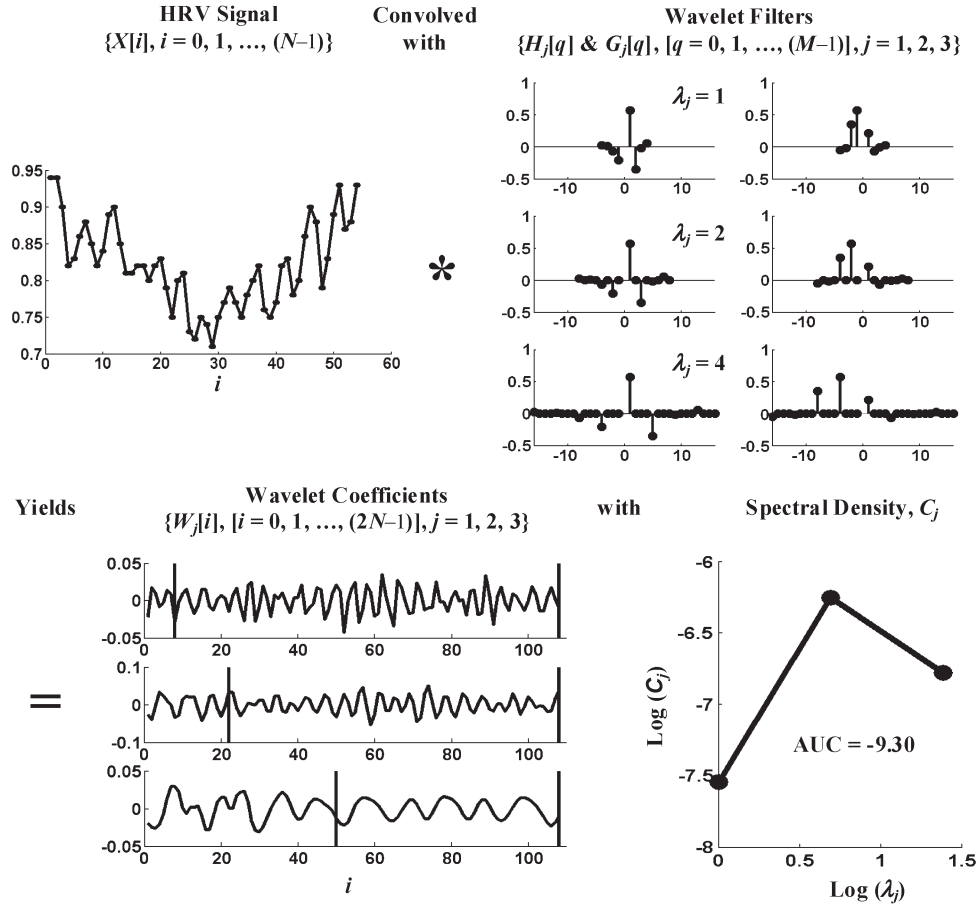 HRV Signal
{X[i], i = 0, 1, …, (N–1)}
Convolved
with
Wavelet Filters
{Hj[q] & Gj[q], [q = 0, 1, …, (M–1)], j = 1, 2, 3}
1
0.5
0
-0.5
-10 0 10
λj = 1
1
0.5
0
-0.5
-10 0 10
0.95
0.9
0.85
0.8
0.75
0.7
0 10 20 30 40 50 60
i
*
1
0.5
0
-0.5
-10 0 10
λj = 2
1
0.5
0
-0.5
-10 0 10
1
0.5
0
-0.5
-10 0 10
λj = 4
1
0.5
0
-0.5
-10 0 10
Yields
Wavelet Coefficients
{Wj[i], [i = 0, 1, …, (2N–1)], j = 1, 2, 3}
with
Spectral Density, Cj
=
0.05
0
-0.05
0 20 40 60 80 100
0.1
0
-0.1
0 20 40 60 80 100
0.05
0
-0.05
0 20 40 60 80 100
i
Log (Cj)
-6
-6.5
-7
-7.5
-8
AUC = -9.30
0 0.5 1 1.5
Log (λj)